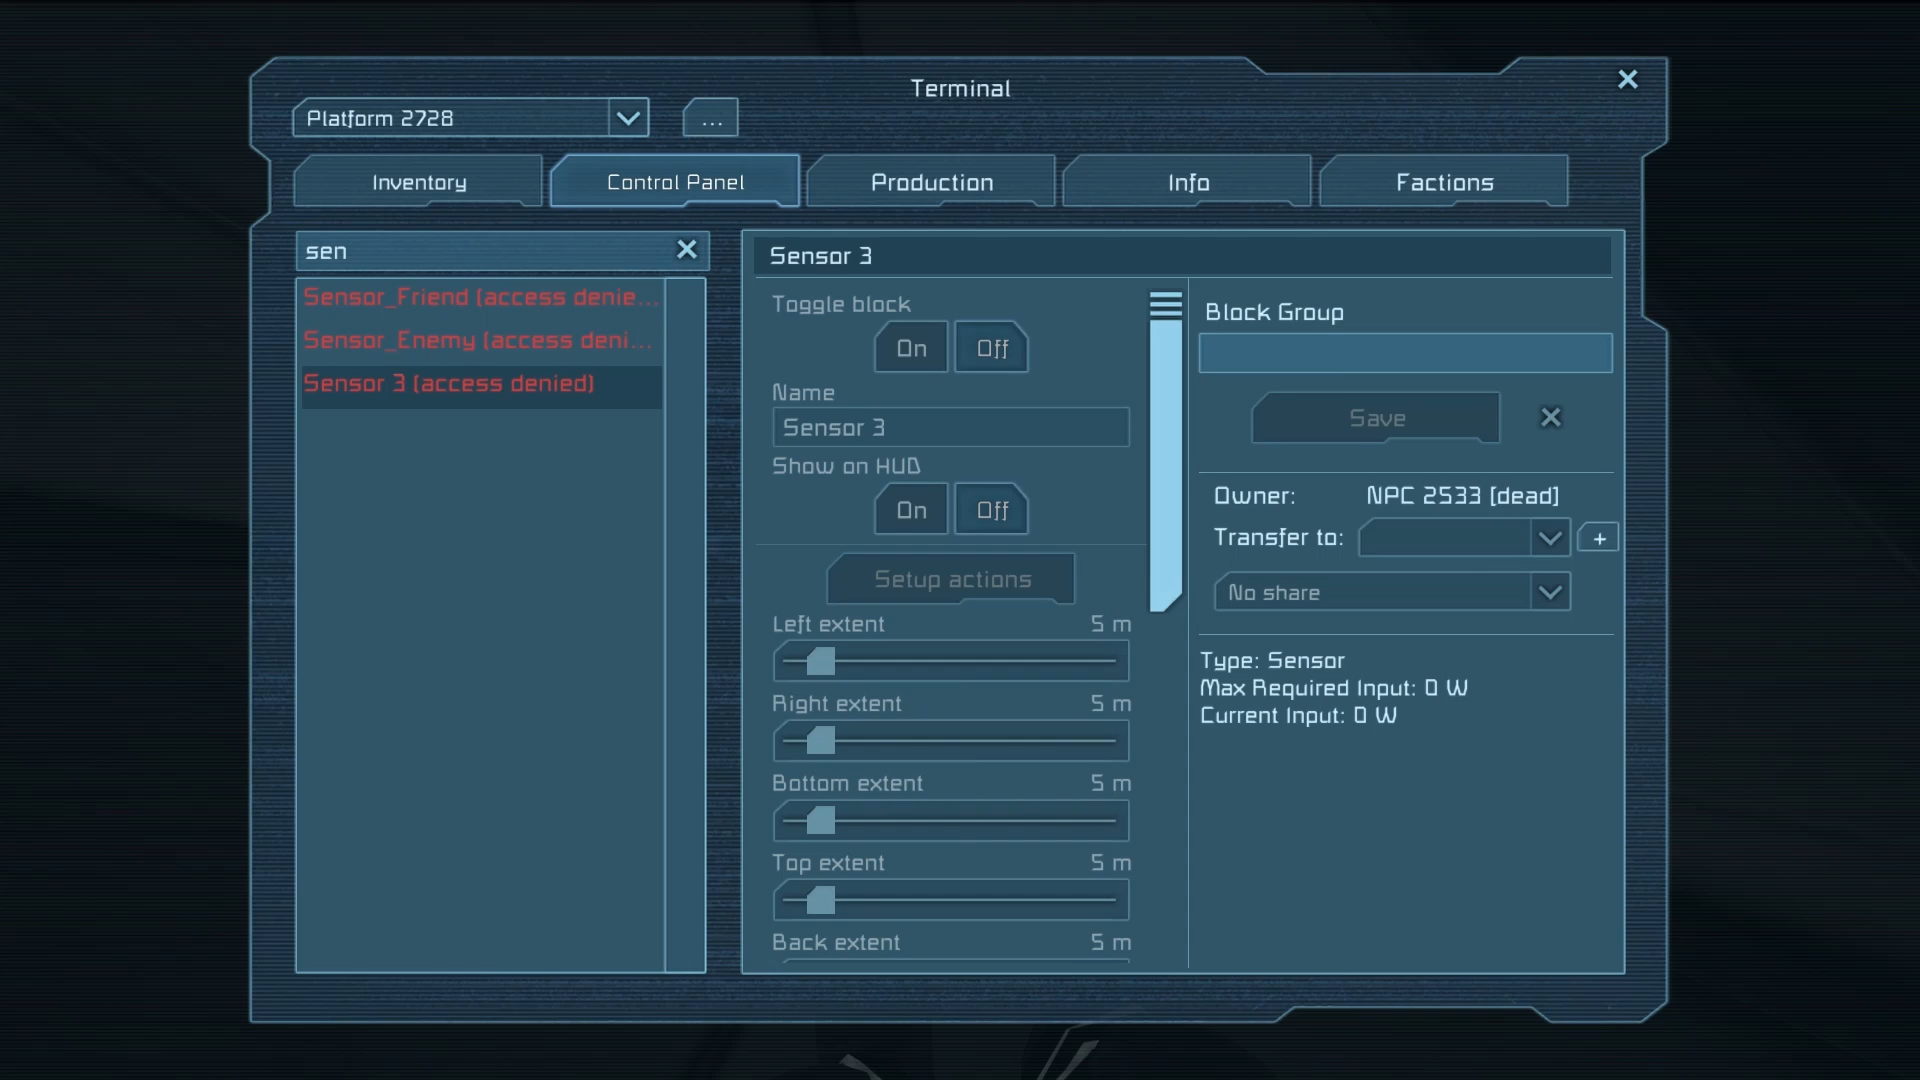 Terminal
Platform 2728
...
Inventory
Control Panel
Production
Info
Factions
sen
Sensor_Friend (access denie...
Sensor_Enemy (access deni...
Sensor 3 (access denied)
Sensor 3
Toggle block
On
Off
Name
Sensor 3
Show on HUD
On
Off
Setup actions
Left extent 5 m
Right extent 5 m
Bottom extent 5 m
Top extent 5 m
Back extent 5 m
Block Group
Save
Owner: NPC 2533 [dead]
Transfer to:
+
No share
Type: Sensor
Max Required Input: 0 W
Current Input: 0 W